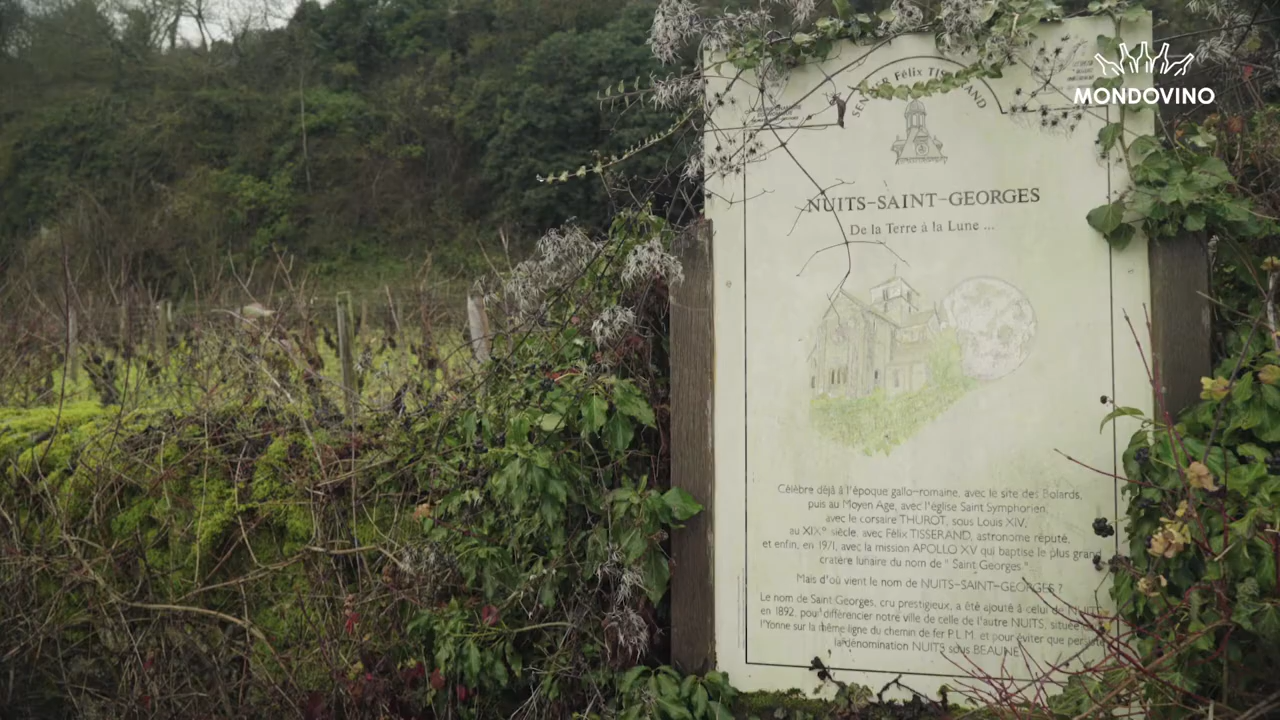 MONDOVINO
SENTIER Félix TISSERAND
NUITS-SAINT-GEORGES
De la Terre à la Lune ...
Célèbre déjà à l'époque gallo-romaine, avec le site des Bolards,
puis au Moyen Age, avec l'église Saint Symphorien,
avec le corsaire THUROT, sous Louis XIV,
au XIX° siècle, avec Félix TISSERAND, astronome réputé,
et enfin, en 1971, avec la mission APOLLO XV qui baptise le plus grand
cratère lunaire du nom de " Saint Georges ".
Mais d'où vient le nom de NUITS-SAINT-GEORGES ?
Le nom de Saint Georges, cru prestigieux, a été ajouté à celui de NUITS
en 1892, pour différencier notre ville de celle de l'autre NUITS, située
l'Yonne sur la même ligne du chemin de fer P.L.M. et pour éviter que
la dénomination NUITS sous BEAUNE